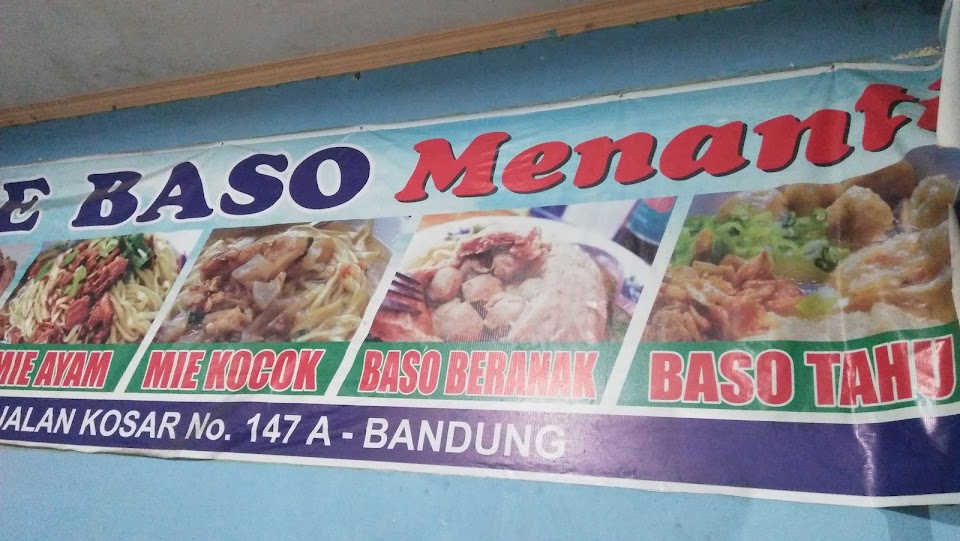 BASO Menanti
MIE AYAM
MIE KOCOK
BASO BERANAK
BASO TAHU
JALAN KOSAR No. 147 A - BANDUNG